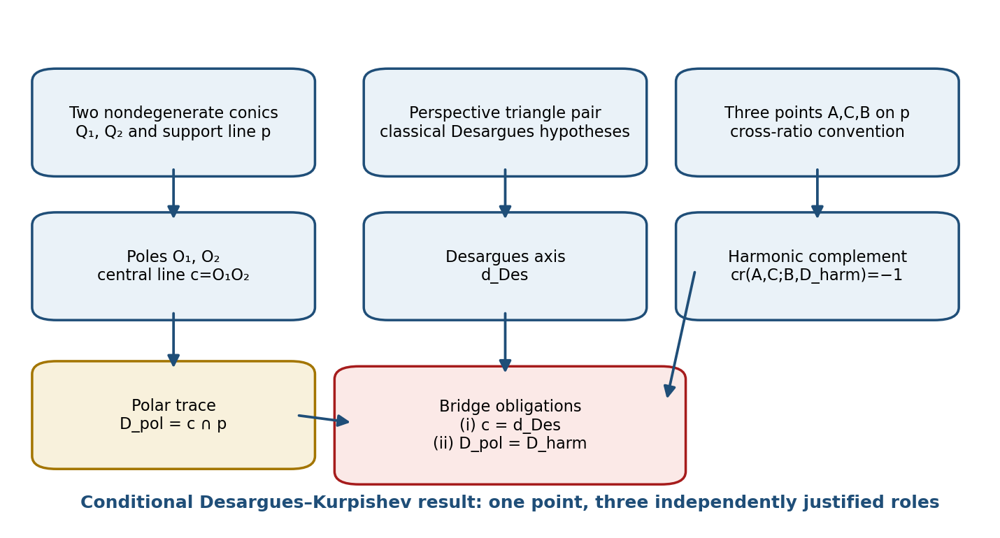 Two nondegenerate conics
Q₁, Q₂ and support line p
Perspective triangle pair
classical Desargues hypotheses
Three points A,C,B on p
cross-ratio convention
Poles O₁, O₂
central line c=O₁O₂
Desargues axis
d_Des
Harmonic complement
cr(A,C;B,D_harm)=−1
Polar trace
D_pol = c ∩ p
Bridge obligations
(i) c = d_Des
(ii) D_pol = D_harm
Conditional Desargues–Kurpishev result: one point, three independently justified roles